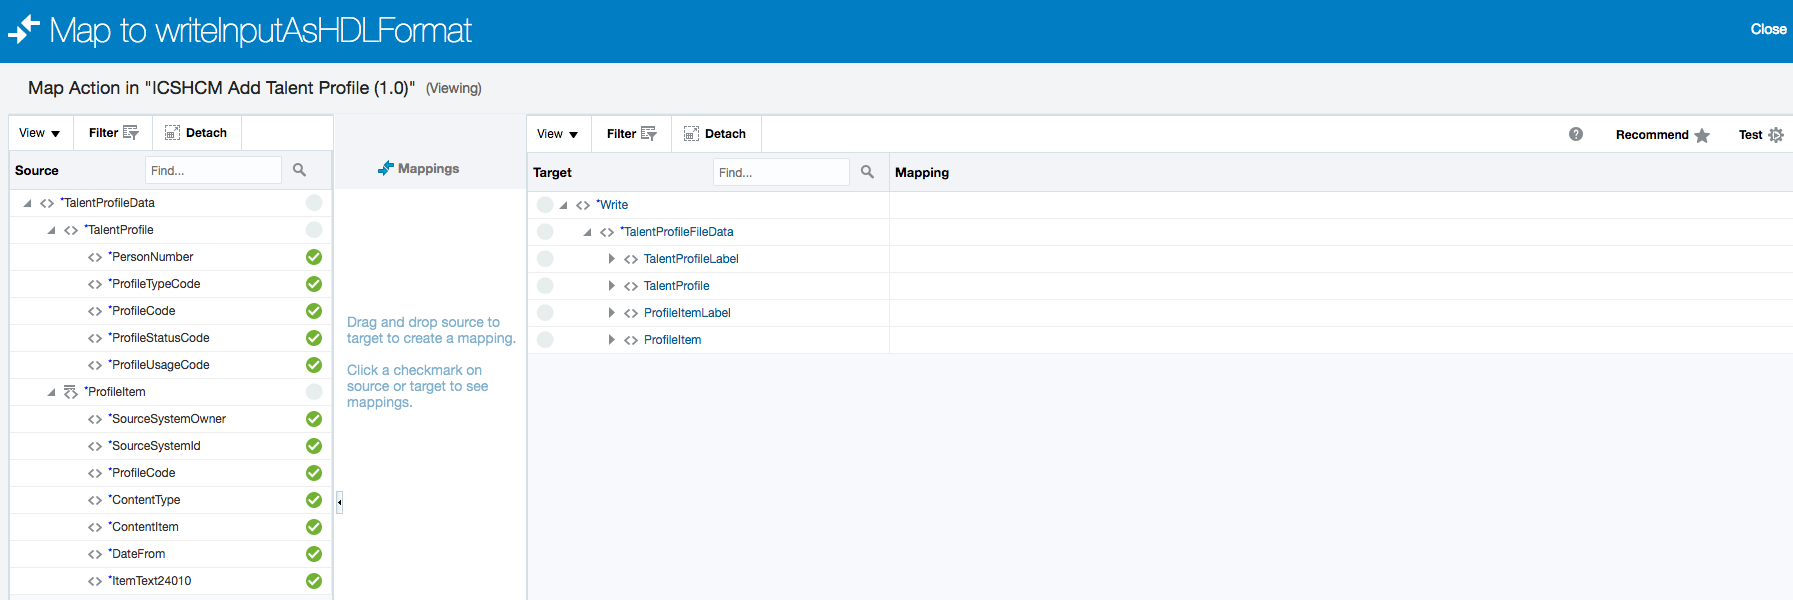 Map to writeInputAsHDLFormat
Close
Map Action in "ICSHCM Add Talent Profile (1.0)" (Viewing)
View Filter Detach
Source Find...
*TalentProfileData
*TalentProfile
*PersonNumber
*ProfileTypeCode
*ProfileCode
*ProfileStatusCode
*ProfileUsageCode
*ProfileItem
*SourceSystemOwner
*SourceSystemId
*ProfileCode
*ContentType
*ContentItem
*DateFrom
*ItemText24010
Mappings
Drag and drop source to
target to create a mapping.
Click a checkmark on
source or target to see
mappings.
View Filter Detach
? Recommend Test
Target Find... Mapping
*Write
*TalentProfileFileData
TalentProfileLabel
TalentProfile
ProfileItemLabel
ProfileItem